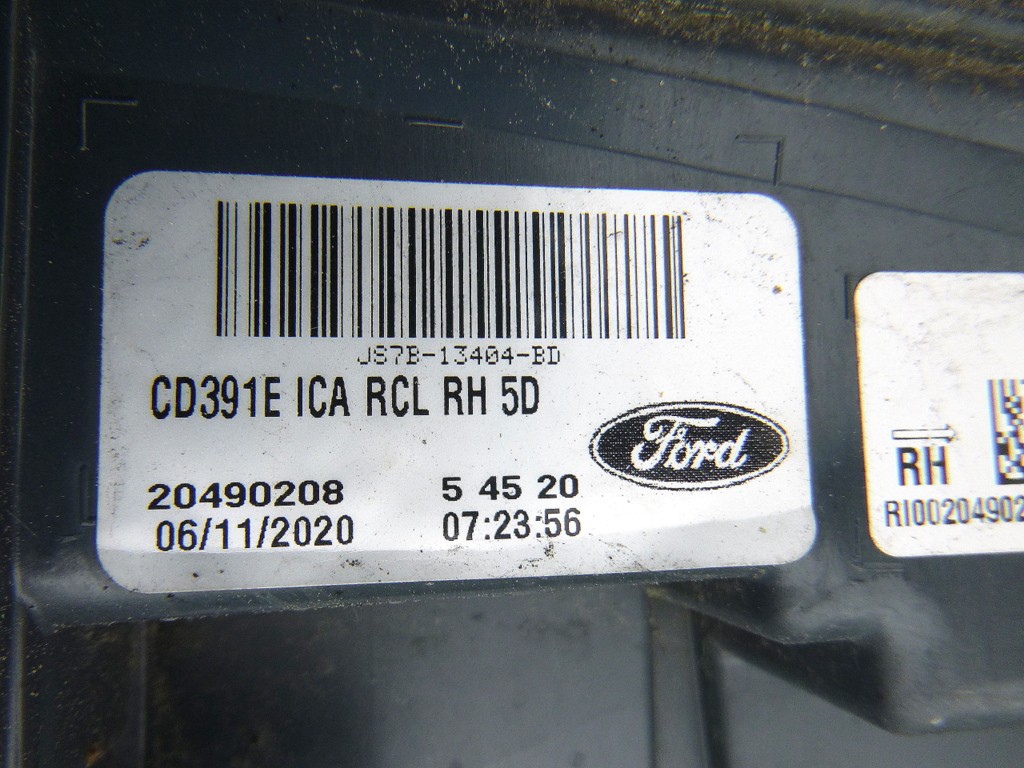 JS7B-13404-BD
CD391E ICA RCL RH 5D
Ford
20490208 5 45 20
06/11/2020 07:23:56
RH
RI00204902